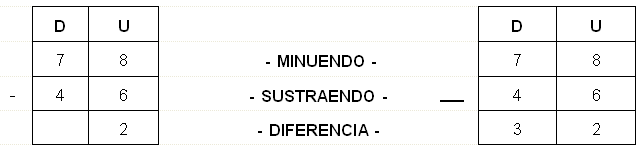 D U D U
7 8 - MINUENDO - 7 8
- 4 6 - SUSTRAENDO - — 4 6
2 - DIFERENCIA - 3 2